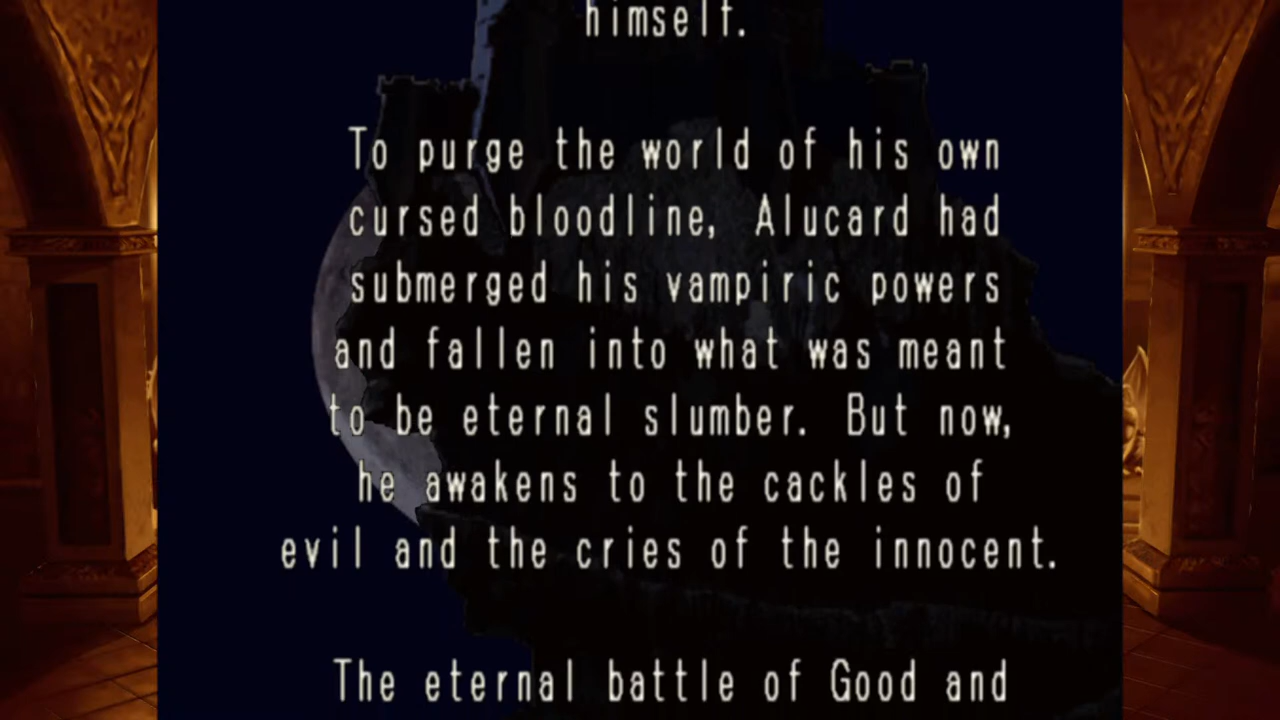 himself.
To purge the world of his own
cursed bloodline, Alucard had
submerged his vampiric powers
and fallen into what was meant
to be eternal slumber. But now,
he awakens to the cackles of
evil and the cries of the innocent.
The eternal battle of Good and